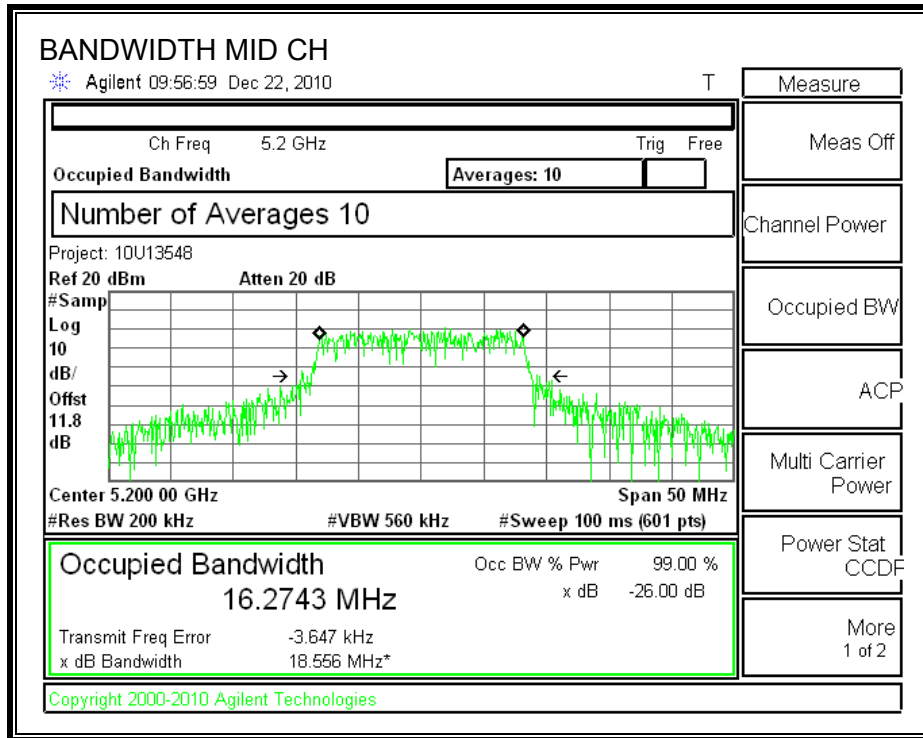 BANDWIDTH MID CH
Agilent 09:56:59 Dec 22, 2010 T
Measure
Ch Freq 5.2 GHz Trig Free
Meas Off
Occupied Bandwidth Averages: 10
Number of Averages 10
Channel Power
Project: 10U13548
Ref 20 dBm Atten 20 dB
#Samp
Log
10
dB/
Offst
11.8
dB
Occupied BW
ACP
Multi Carrier
Power
Center 5.200 00 GHz Span 50 MHz
#Res BW 200 kHz #VBW 560 kHz #Sweep 100 ms (601 pts)
Power Stat
CCDF
Occupied Bandwidth
16.2743 MHz
Occ BW % Pwr 99.00 %
x dB -26.00 dB
Transmit Freq Error -3.647 kHz
x dB Bandwidth 18.556 MHz*
More
1 of 2
Copyright 2000-2010 Agilent Technologies